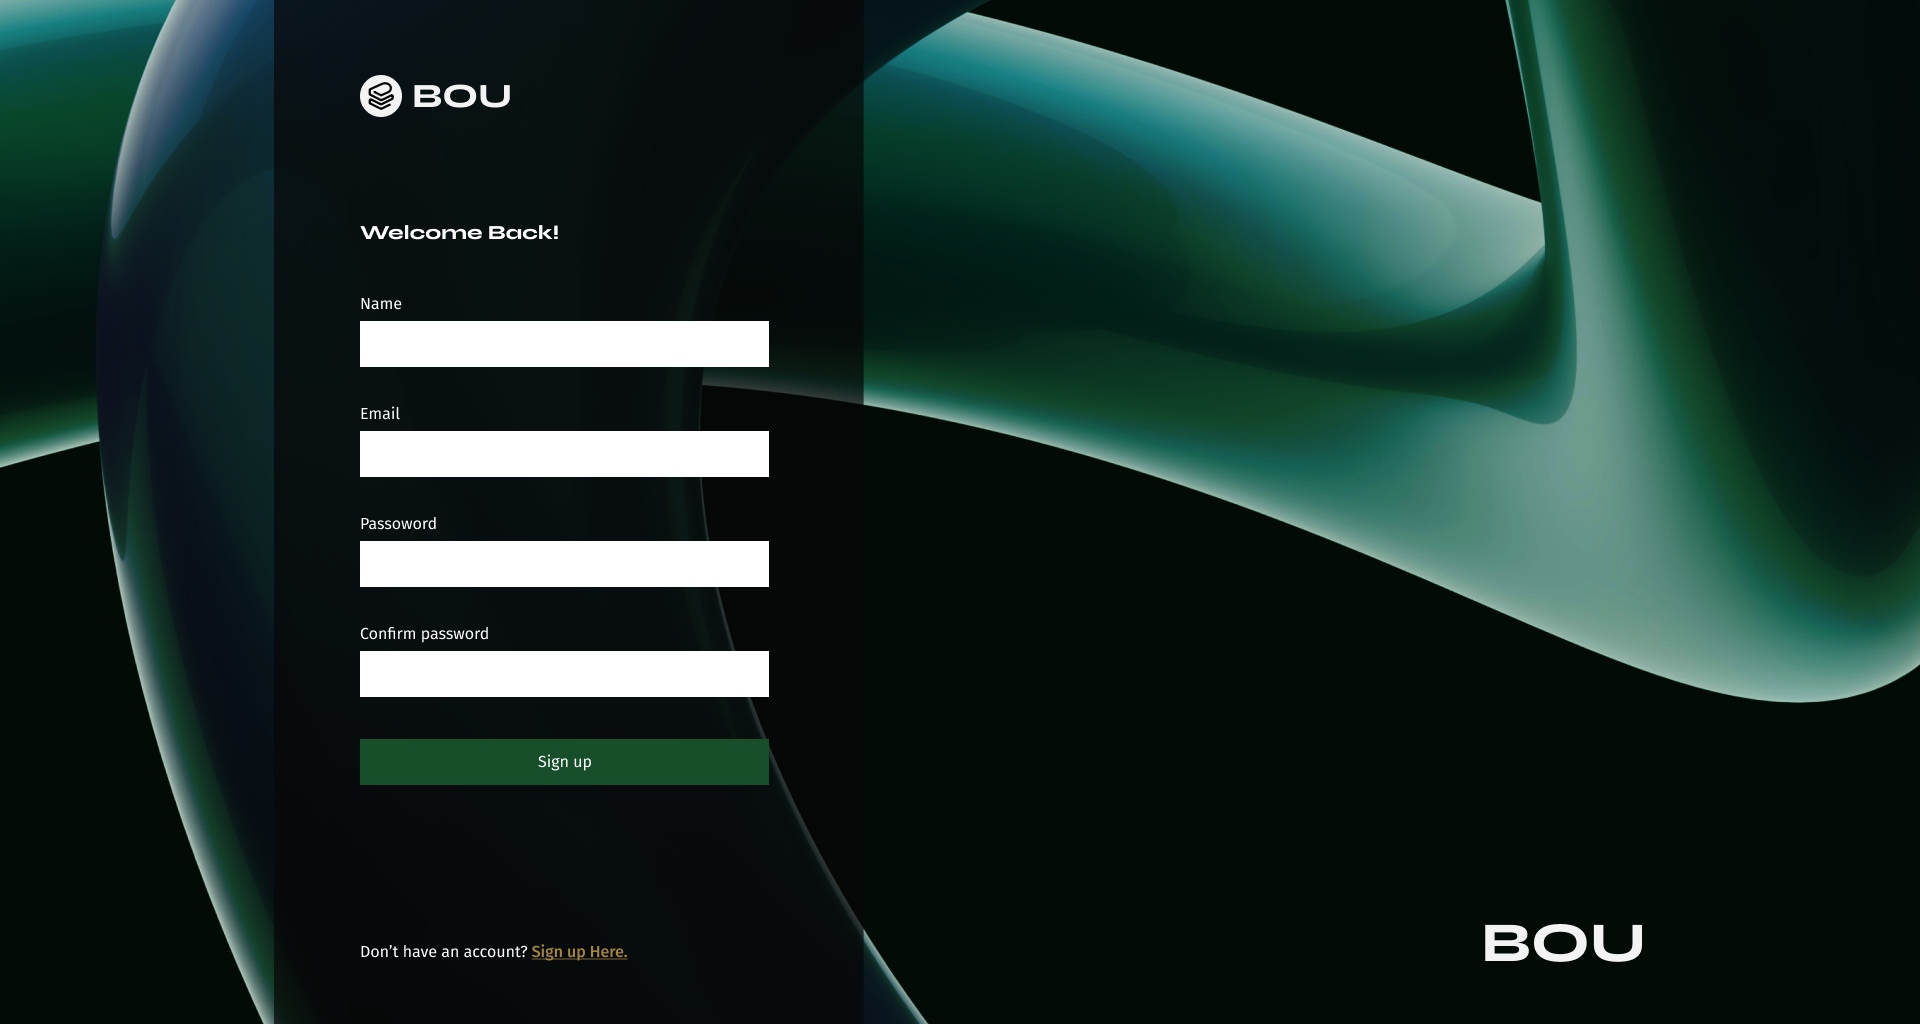 BOU
Welcome Back!
Name
Email
Passoword
Confirm password
Sign up
Don’t have an account? Sign up Here.
BOU